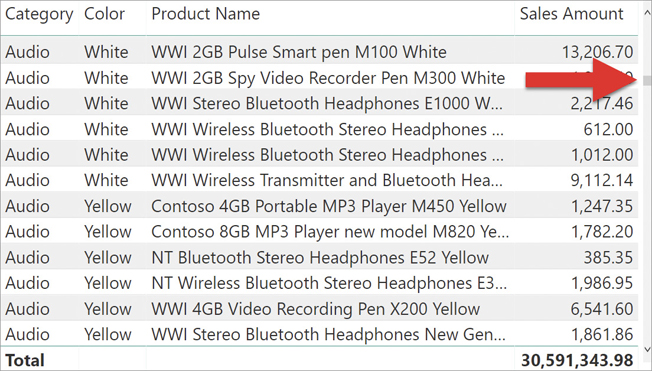 Category Color Product Name Sales Amount
Audio White WWI 2GB Pulse Smart pen M100 White 13,206.70
Audio White WWI 2GB Spy Video Recorder Pen M300 White
Audio White WWI Stereo Bluetooth Headphones E1000 W... 2,217.46
Audio White WWI Wireless Bluetooth Stereo Headphones ... 612.00
Audio White WWI Wireless Bluetooth Stereo Headphones ... 1,012.00
Audio White WWI Wireless Transmitter and Bluetooth Hea... 9,112.14
Audio Yellow Contoso 4GB Portable MP3 Player M450 Yellow 1,247.35
Audio Yellow Contoso 8GB MP3 Player new model M820 Ye... 1,782.20
Audio Yellow NT Bluetooth Stereo Headphones E52 Yellow 385.35
Audio Yellow NT Wireless Bluetooth Stereo Headphones E3... 1,986.95
Audio Yellow WWI 4GB Video Recording Pen X200 Yellow 6,541.60
Audio Yellow WWI Stereo Bluetooth Headphones New Gen... 1,861.86
Total 30,591,343.98